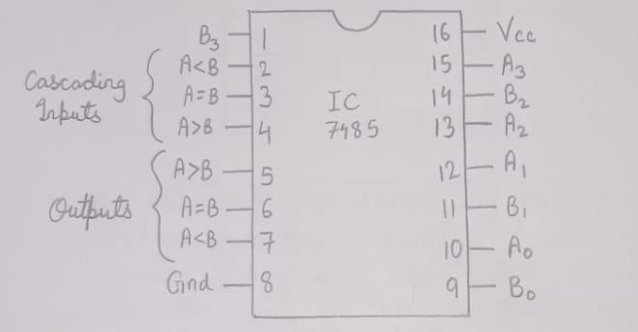 B3 1 16 Vcc
A<B 2 15 A3
Cascading Inputs
A=B 3 14 B2
IC 7485
A>B 4 13 A2
A>B 5 12 A1
Outputs
A=B 6 11 B1
A<B 7 10 A0
Gnd 8 9 B0